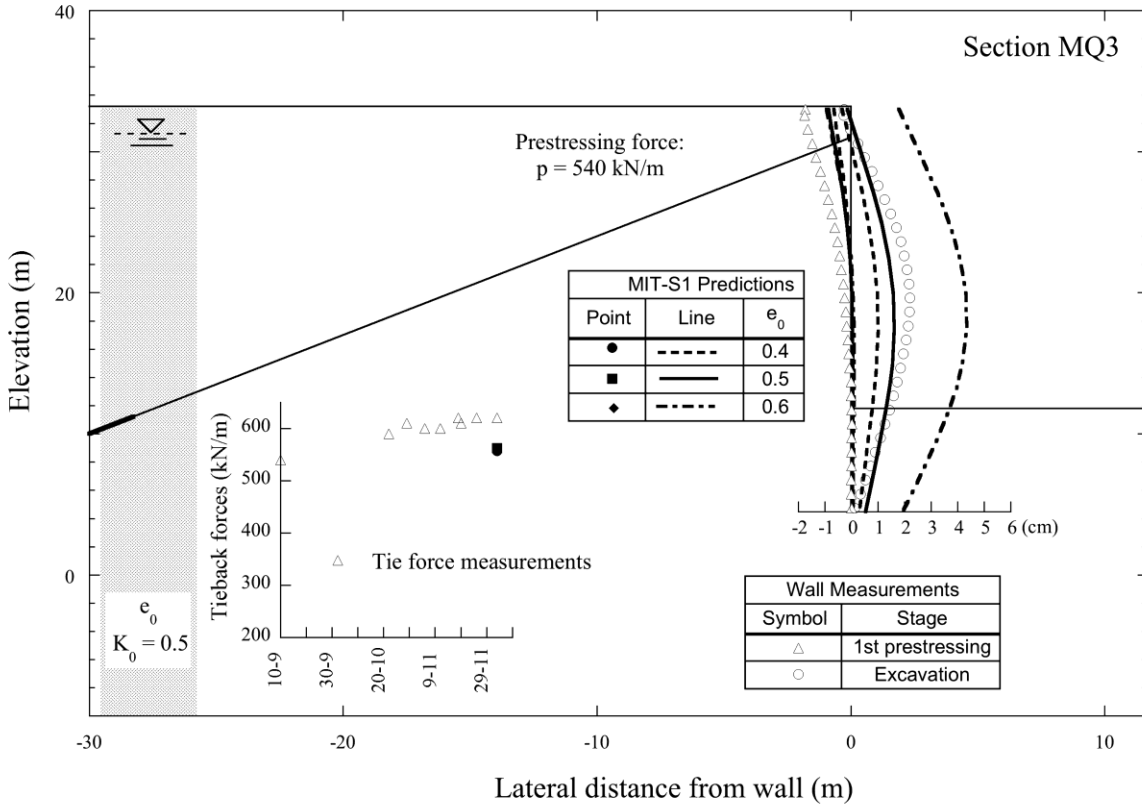 40
Section MQ3
Prestressing force:
p = 540 kN/m
Elevation (m)
20
MIT-S1 Predictions
Point Line e0
0.4
0.5
0.6
Tieback forces (kN/m)
600
500
400
300
200
Tie force measurements
10-9 30-9 20-10 9-11 29-11
-2 -1 0 1 2 3 4 5 6 (cm)
0
e0
K0 = 0.5
Wall Measurements
Symbol Stage
1st prestressing
Excavation
-30 -20 -10 0 10
Lateral distance from wall (m)